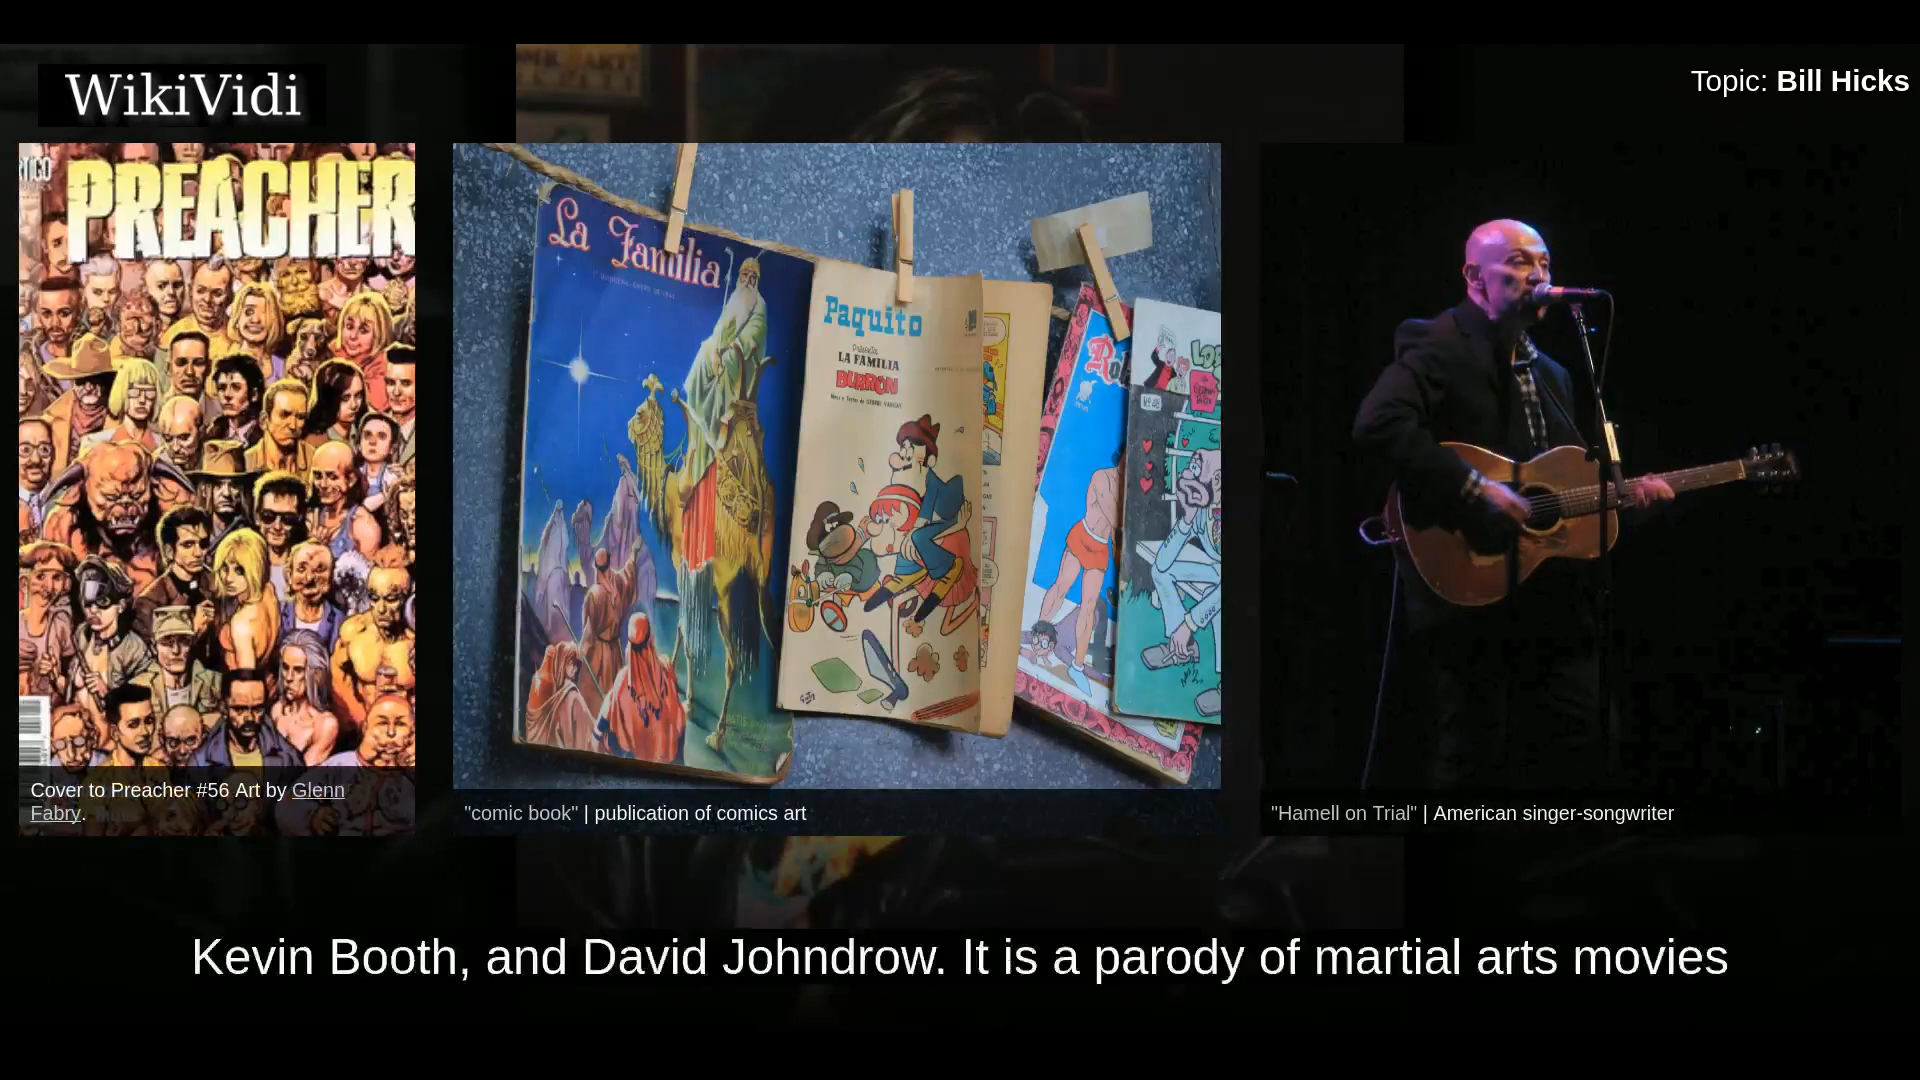 WikiVidi
Topic: Bill Hicks
PREACHER
Cover to Preacher #56 Art by Glenn
Fabry.
La Familia
Paquito
Presenta
LA FAMILIA
BURRON
"comic book" | publication of comics art
"Hamell on Trial" | American singer-songwriter
Kevin Booth, and David Johndrow. It is a parody of martial arts movies